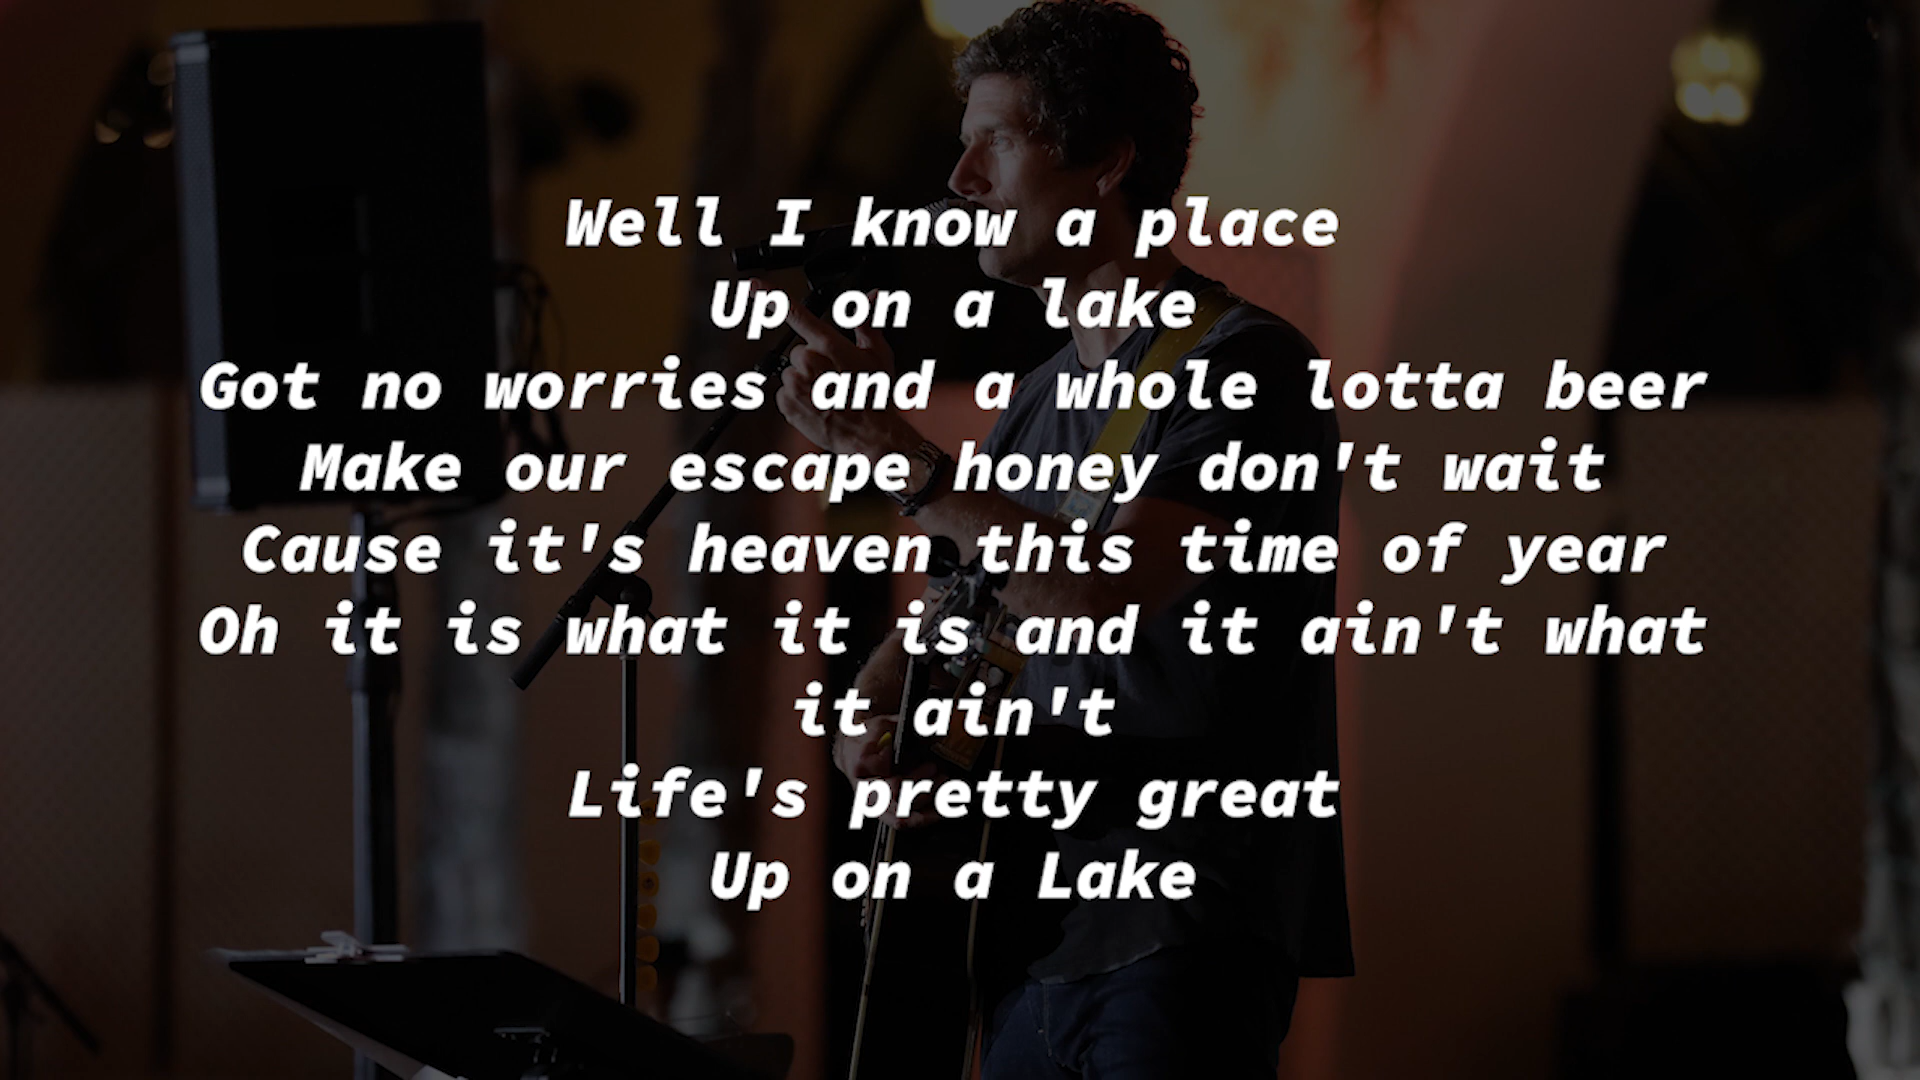 Well I know a place
Up on a lake
Got no worries and a whole lotta beer
Make our escape honey don't wait
Cause it's heaven this time of year
Oh it is what it is and it ain't what
it ain't
Life's pretty great
Up on a Lake